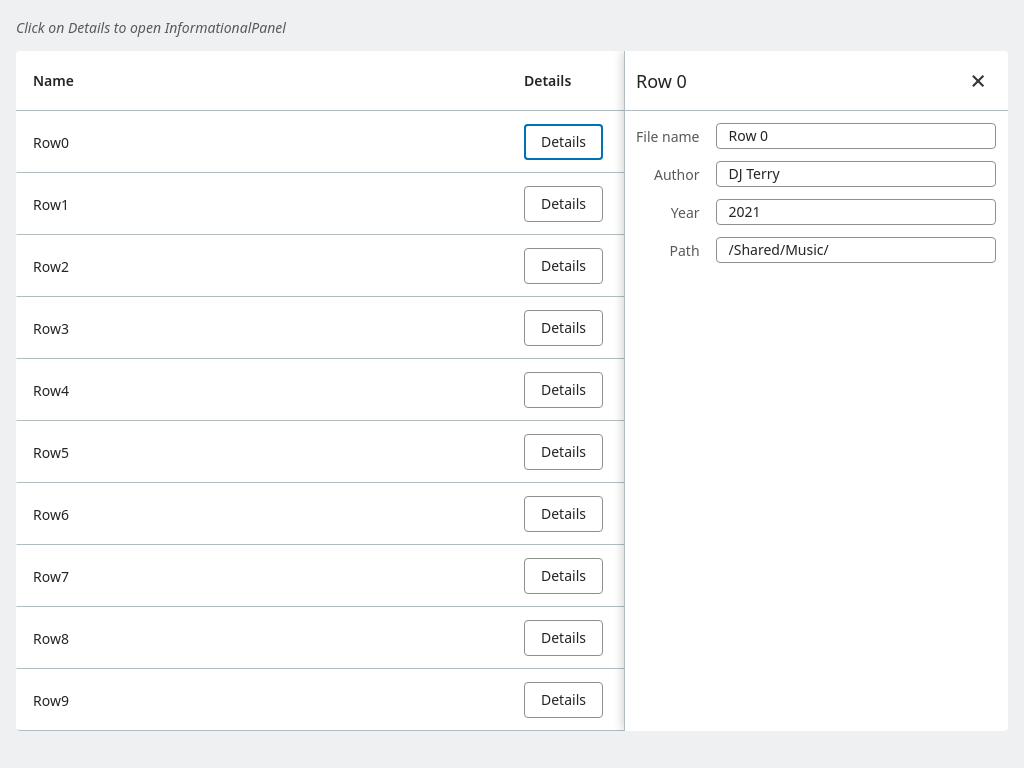 Click on Details to open InformationalPanel
Name Details
Row0 Details
Row1 Details
Row2 Details
Row3 Details
Row4 Details
Row5 Details
Row6 Details
Row7 Details
Row8 Details
Row9 Details
Row 0
File name Row 0
Author DJ Terry
Year 2021
Path /Shared/Music/